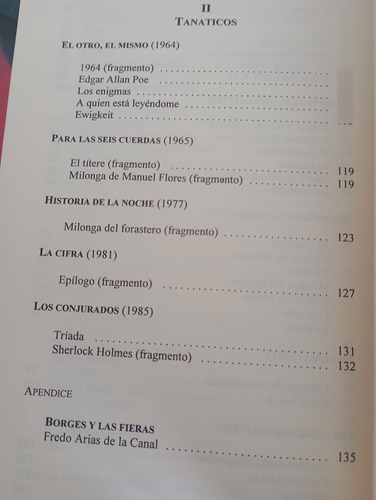 II
TANATICOS
EL OTRO, EL MISMO (1964)
1964 (fragmento)
Edgar Allan Poe
Los enigmas
A quien está leyéndome
Ewigkeit
PARA LAS SEIS CUERDAS (1965)
El títere (fragmento) 119
Milonga de Manuel Flores (fragmento) 119
HISTORIA DE LA NOCHE (1977)
Milonga del forastero (fragmento) 123
LA CIFRA (1981)
Epílogo (fragmento) 127
LOS CONJURADOS (1985)
Tríada 131
Sherlock Holmes (fragmento) 132
APENDICE
BORGES Y LAS FIERAS
Fredo Arias de la Canal 135